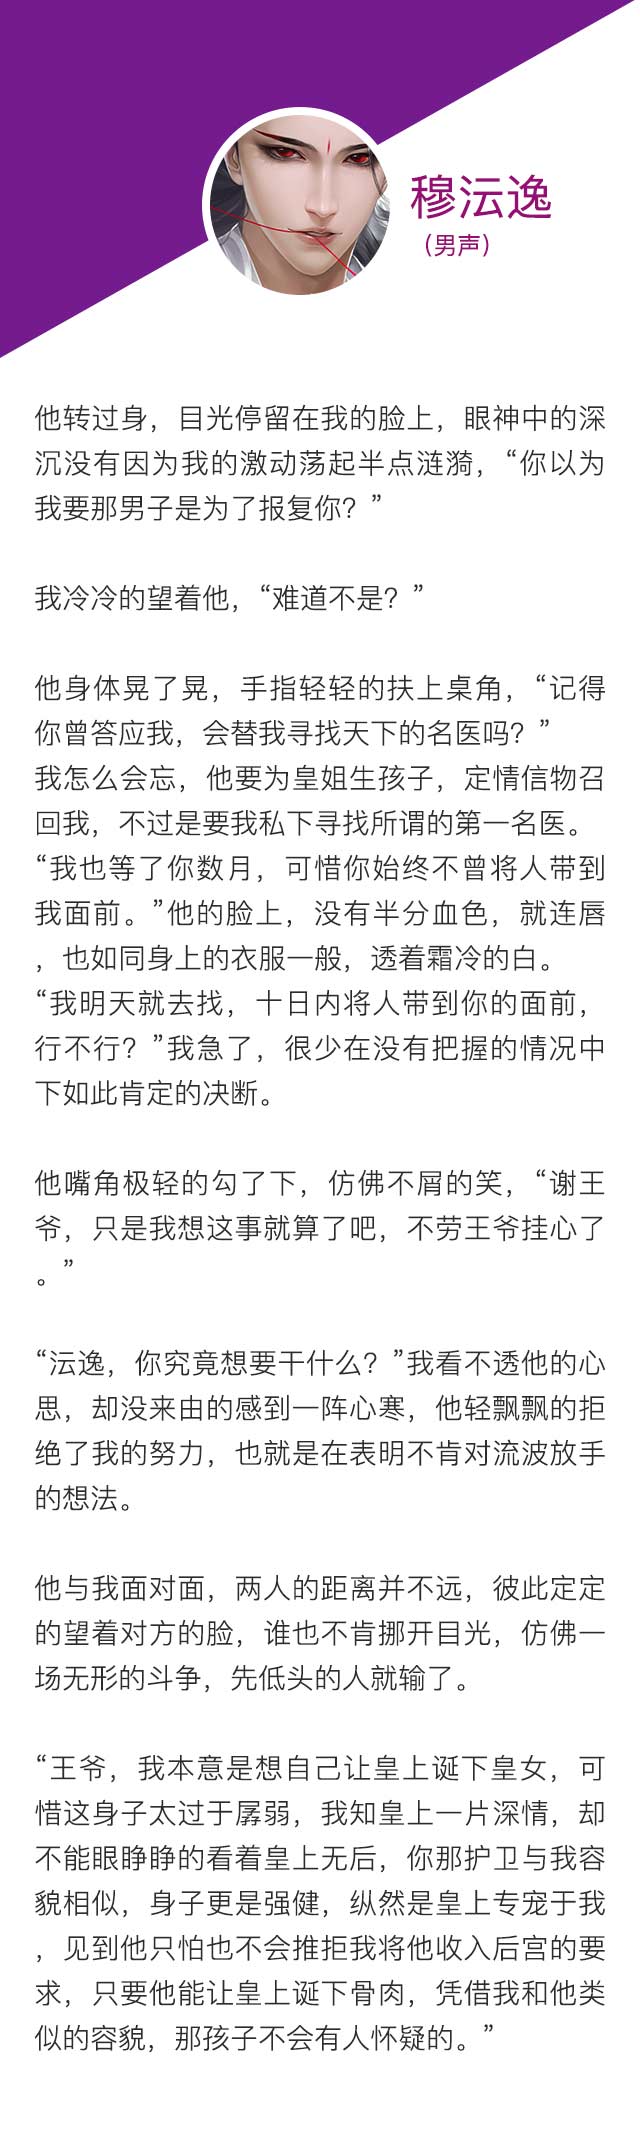 穆沄逸
（男声）
他转过身，目光停留在我的脸上，眼神中的深
沉没有因为我的激动荡起半点涟漪，“你以为
我要那男子是为了报复你？”
我冷冷的望着他，“难道不是？”
他身体晃了晃，手指轻轻的扶上桌角，“记得
你曾答应我，会替我寻找天下的名医吗？”
我怎么会忘，他要为皇姐生孩子，定情信物召
回我，不过是要我私下寻找所谓的第一名医。
“我也等了你数月，可惜你始终不曾将人带到
我面前。”他的脸上，没有半分血色，就连唇
，也如同身上的衣服一般，透着霜冷的白。
“我明天就去找，十日内将人带到你的面前，
行不行？”我急了，很少在没有把握的情况中
下如此肯定的决断。
他嘴角极轻的勾了下，仿佛不屑的笑，“谢王
爷，只是我想这事就算了吧，不劳王爷挂心了
。”
“沄逸，你究竟想要干什么？”我看不透他的心
思，却没来由的感到一阵心寒，他轻飘飘的拒
绝了我的努力，也就是在表明不肯对流波放手
的想法。
他与我面对面，两人的距离并不远，彼此定定
的望着对方的脸，谁也不肯挪开目光，仿佛一
场无形的斗争，先低头的人就输了。
“王爷，我本意是想自己让皇上诞下皇女，可
惜这身子太过于孱弱，我知皇上一片深情，却
不能眼睁睁的看着皇上无后，你那护卫与我容
貌相似，身子更是强健，纵然是皇上专宠于我
，见到他只怕也不会推拒我将他收入后宫的要
求，只要他能让皇上诞下骨肉，凭借我和他类
似的容貌，那孩子不会有人怀疑的。”